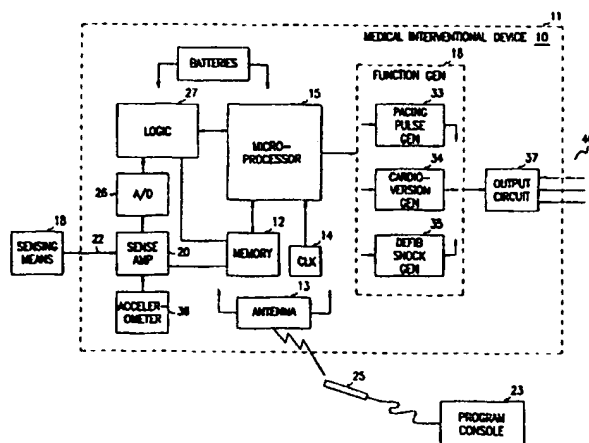 11
MEDICAL INTERVENTIONAL DEVICE 10
BATTERIES
18
27
15
FUNCTION GEN
33
LOGIC
MICRO-
PROCESSOR
PACING
PULSE
GEN
40
26
A/D
34
37
CARDIO-
VERSION
GEN
OUTPUT
CIRCUIT
18
22
20
12
14
35
SENSING
MEANS
SENSE
AMP
MEMORY
CLK
DEFIB
SHOCK
GEN
13
ACCELER-
OMETER
38
ANTENNA
25
23
PROGRAM
CONSOLE